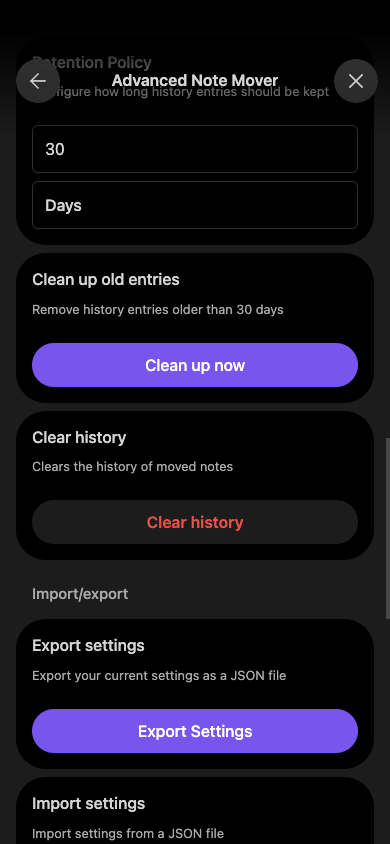 Retention Policy
Advanced Note Mover
Configure how long history entries should be kept
30
Days
Clean up old entries
Remove history entries older than 30 days
Clean up now
Clear history
Clears the history of moved notes
Clear history
Import/export
Export settings
Export your current settings as a JSON file
Export Settings
Import settings
Import settings from a JSON file